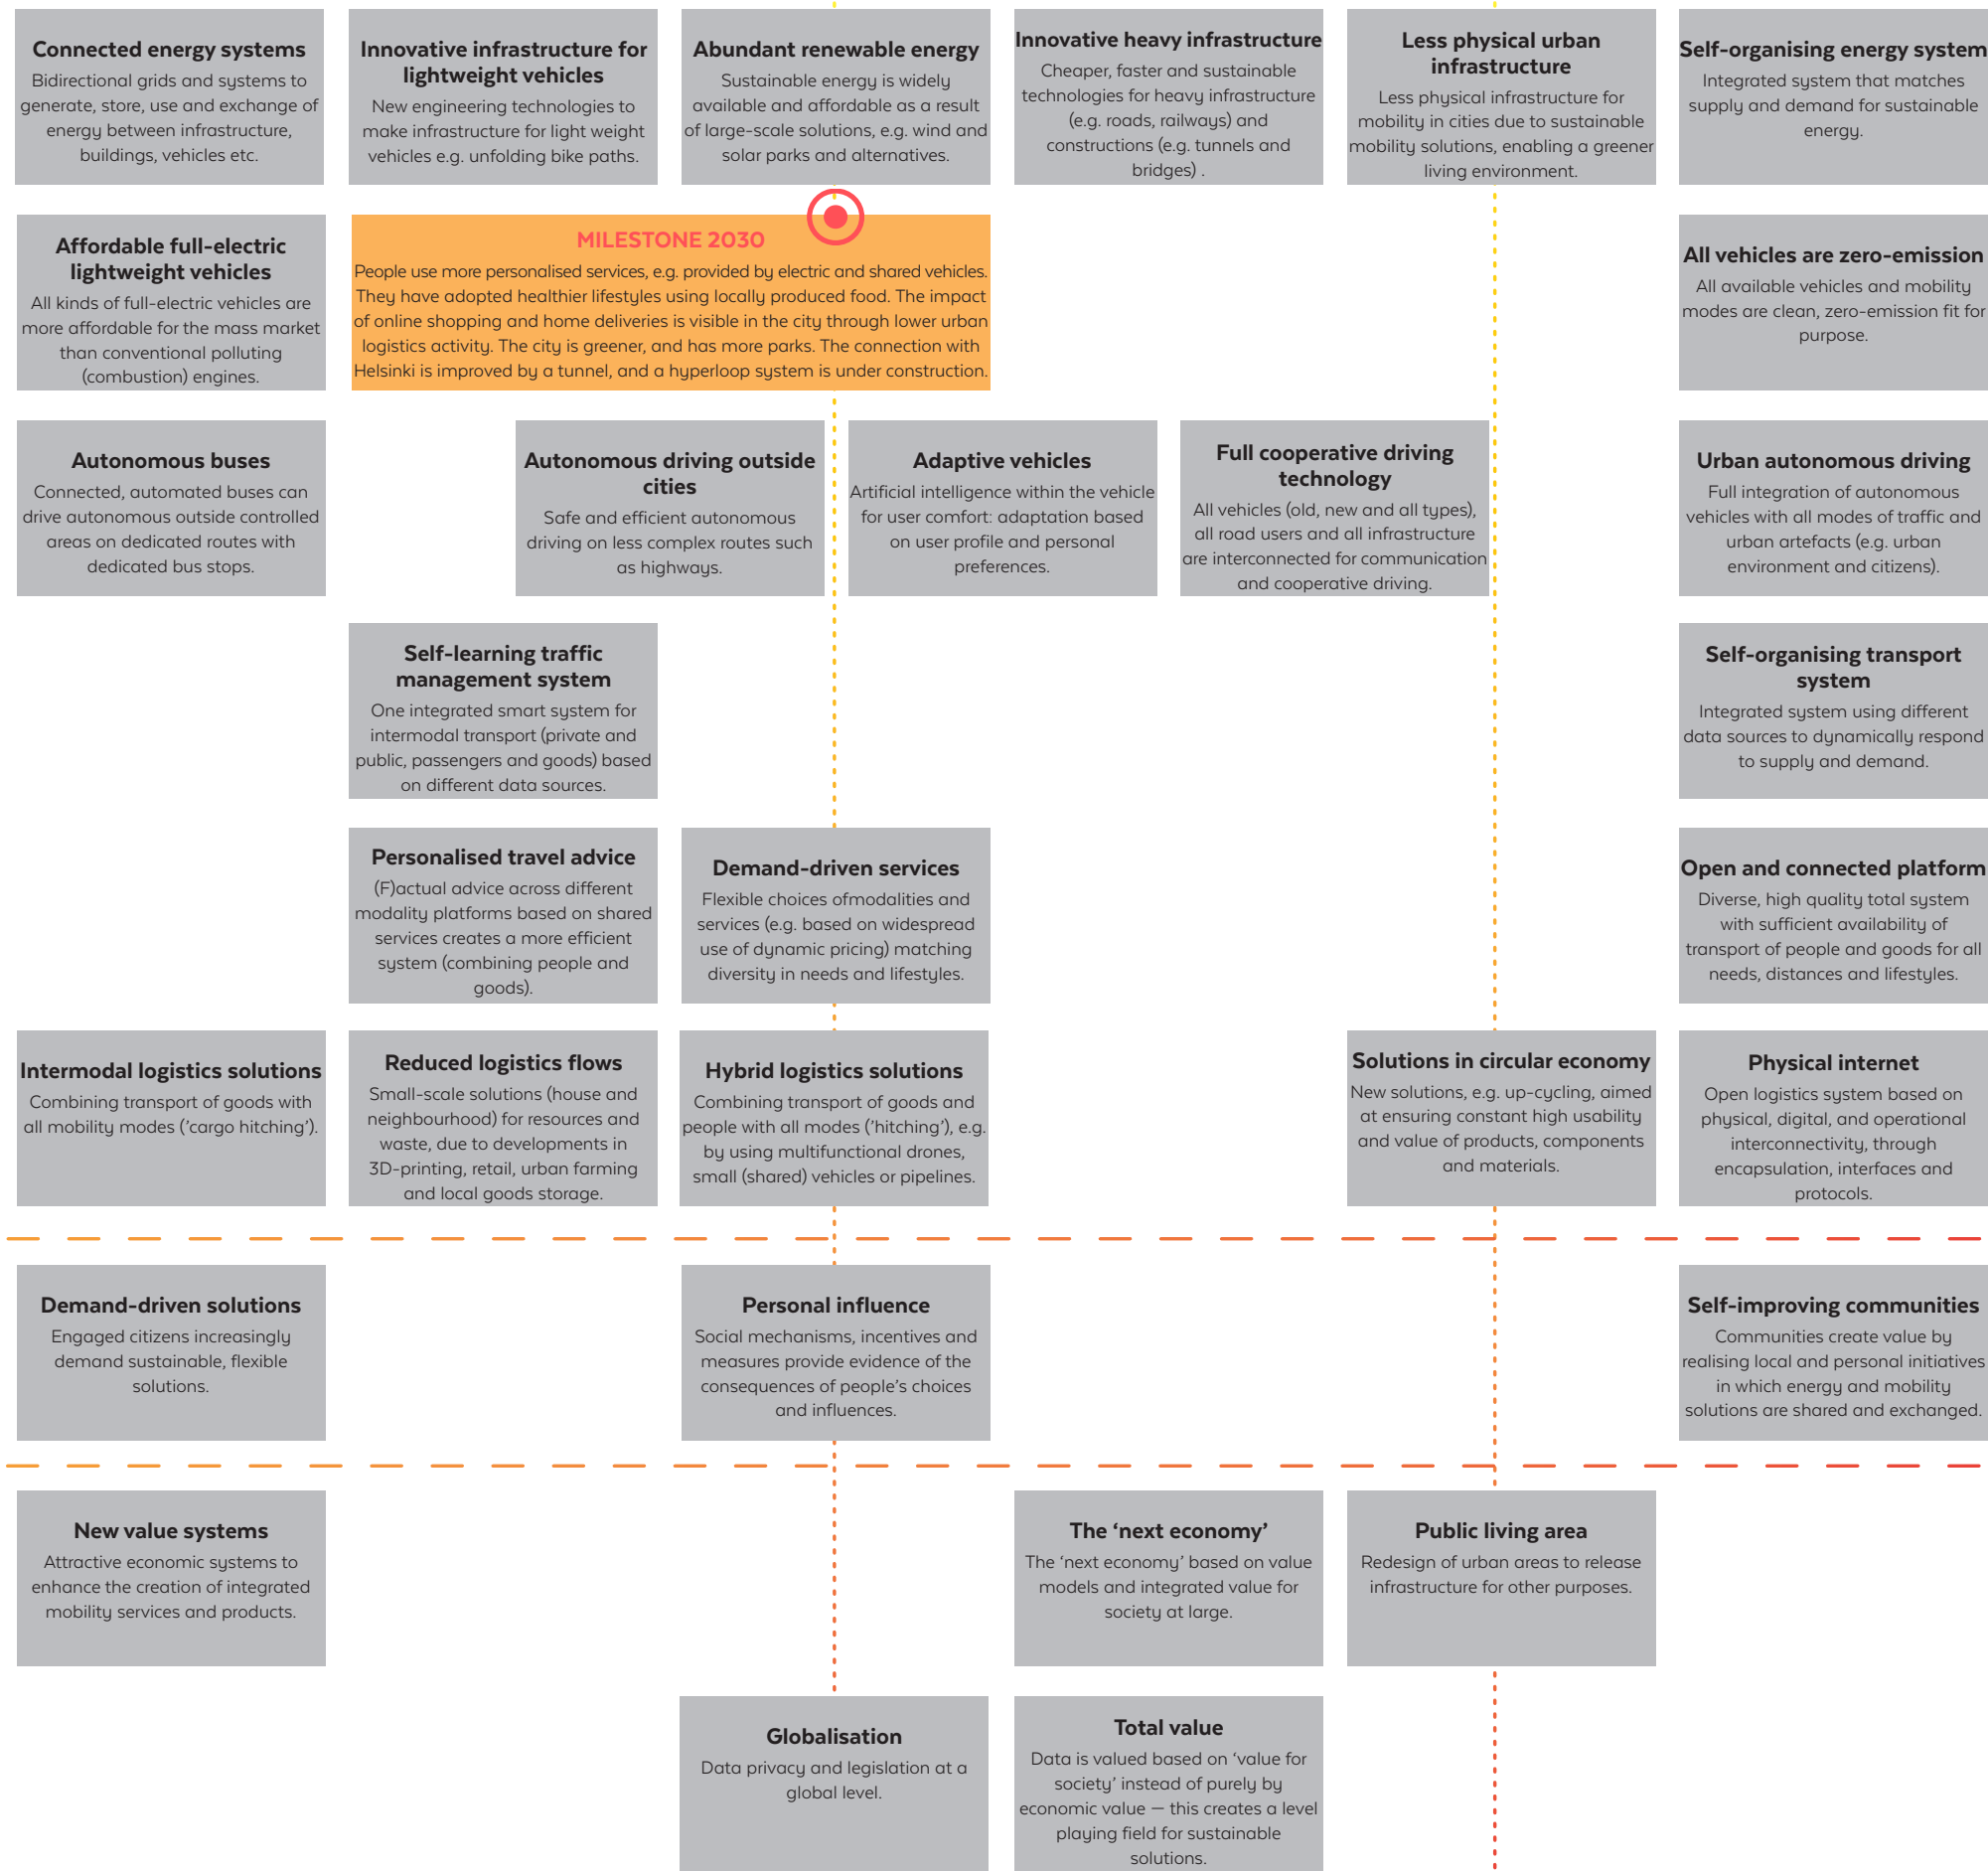 Connected energy systems
Bidirectional grids and systems to
generate, store, use and exchange of
energy between infrastructure,
buildings, vehicles etc.
Innovative infrastructure for
lightweight vehicles
New engineering technologies to
make infrastructure for light weight
vehicles e.g. unfolding bike paths.
Abundant renewable energy
Sustainable energy is widely
available and affordable as a result
of large-scale solutions, e.g. wind and
solar parks and alternatives.
Innovative heavy infrastructure
Cheaper, faster and sustainable
technologies for heavy infrastructure
(e.g. roads, railways) and
constructions (e.g. tunnels and
bridges) .
Less physical urban
infrastructure
Less physical infrastructure for
mobility in cities due to sustainable
mobility solutions, enabling a greener
living environment.
Self-organising energy system
Integrated system that matches
supply and demand for sustainable
energy.
Affordable full-electric
lightweight vehicles
All kinds of full-electric vehicles are
more affordable for the mass market
than conventional polluting
(combustion) engines.
MILESTONE 2030
People use more personalised services, e.g. provided by electric and shared vehicles.
They have adopted healthier lifestyles using locally produced food. The impact
of online shopping and home deliveries is visible in the city through lower urban
logistics activity. The city is greener, and has more parks. The connection with
Helsinki is improved by a tunnel, and a hyperloop system is under construction.
All vehicles are zero-emission
All available vehicles and mobility
modes are clean, zero-emission fit for
purpose.
Autonomous buses
Connected, automated buses can
drive autonomous outside controlled
areas on dedicated routes with
dedicated bus stops.
Autonomous driving outside
cities
Safe and efficient autonomous
driving on less complex routes such
as highways.
Adaptive vehicles
Artificial intelligence within the vehicle
for user comfort: adaptation based
on user profile and personal
preferences.
Full cooperative driving
technology
All vehicles (old, new and all types),
all road users and all infrastructure
are interconnected for communication
and cooperative driving.
Urban autonomous driving
Full integration of autonomous
vehicles with all modes of traffic and
urban artefacts (e.g. urban
environment and citizens).
Self-learning traffic
management system
One integrated smart system for
intermodal transport (private and
public, passengers and goods) based
on different data sources.
Self-organising transport
system
Integrated system using different
data sources to dynamically respond
to supply and demand.
Personalised travel advice
(F)actual advice across different
modality platforms based on shared
services creates a more efficient
system (combining people and
goods).
Demand-driven services
Flexible choices ofmodalities and
services (e.g. based on widespread
use of dynamic pricing) matching
diversity in needs and lifestyles.
Open and connected platform
Diverse, high quality total system
with sufficient availability of
transport of people and goods for all
needs, distances and lifestyles.
Intermodal logistics solutions
Combining transport of goods with
all mobility modes (’cargo hitching’).
Reduced logistics flows
Small-scale solutions (house and
neighbourhood) for resources and
waste, due to developments in
3D-printing, retail, urban farming
and local goods storage.
Hybrid logistics solutions
Combining transport of goods and
people with all modes (’hitching’), e.g.
by using multifunctional drones,
small (shared) vehicles or pipelines.
Solutions in circular economy
New solutions, e.g. up-cycling, aimed
at ensuring constant high usability
and value of products, components
and materials.
Physical internet
Open logistics system based on
physical, digital, and operational
interconnectivity, through
encapsulation, interfaces and
protocols.
Demand-driven solutions
Engaged citizens increasingly
demand sustainable, flexible
solutions.
Personal influence
Social mechanisms, incentives and
measures provide evidence of the
consequences of people’s choices
and influences.
Self-improving communities
Communities create value by
realising local and personal initiatives
in which energy and mobility
solutions are shared and exchanged.
New value systems
Attractive economic systems to
enhance the creation of integrated
mobility services and products.
The ‘next economy’
The ‘next economy’ based on value
models and integrated value for
society at large.
Public living area
Redesign of urban areas to release
infrastructure for other purposes.
Globalisation
Data privacy and legislation at a
global level.
Total value
Data is valued based on ‘value for
society’ instead of purely by
economic value — this creates a level
playing field for sustainable
solutions.